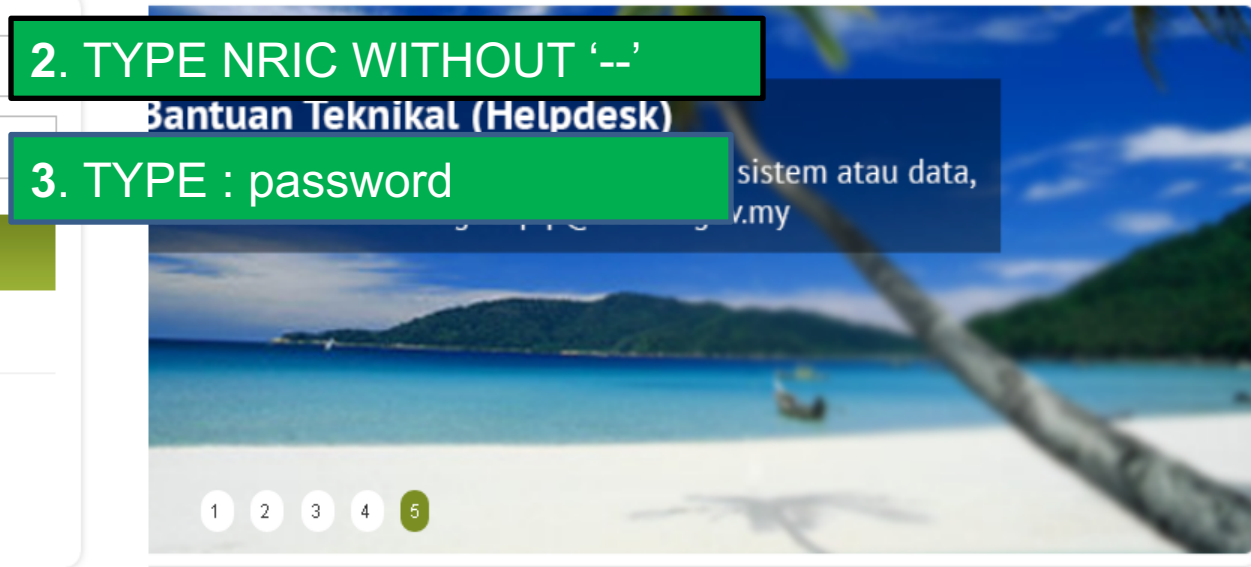 2. TYPE NRIC WITHOUT ‘--’
Bantuan Teknikal (Helpdesk)
3. TYPE : password
sistem atau data,
v.my
1 2 3 4 5